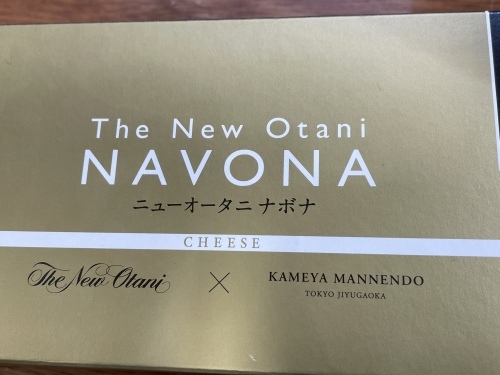 The New Otani
NAVONA
ニューオータニ ナボナ
CHEESE
The New Otani × KAMEYA MANNENDO
TOKYO JIYUGAOKA